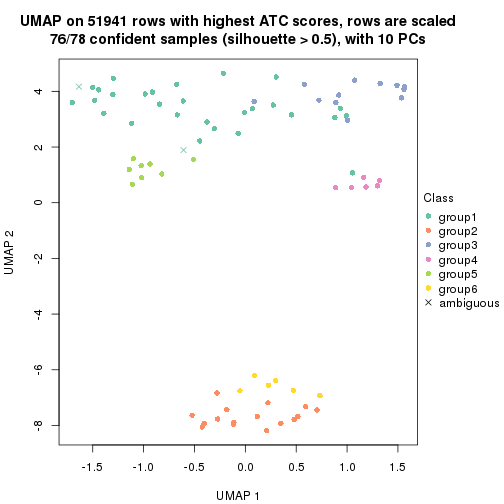 UMAP on 51941 rows with highest ATC scores, rows are scaled
76/78 confident samples (silhouette > 0.5), with 10 PCs
UMAP 2
4
2
0
-2
-4
-6
-8
-1.5 -1.0 -0.5 0.0 0.5 1.0 1.5
UMAP 1
Class
group1
group2
group3
group4
group5
group6
ambiguous